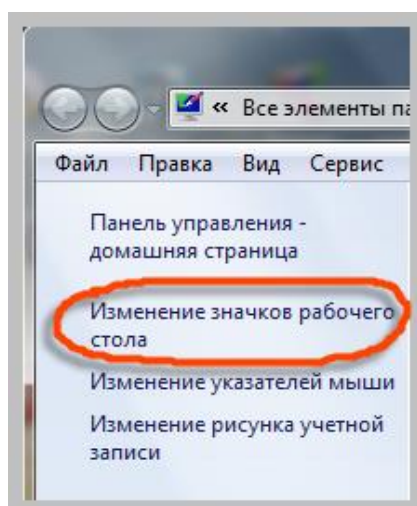 « Все элементы
Файл Правка Вид Сервис
Панель управления -
домашняя страница
Изменение значков рабочего
стола
Изменение указателей мыши
Изменение рисунка учетной
записи